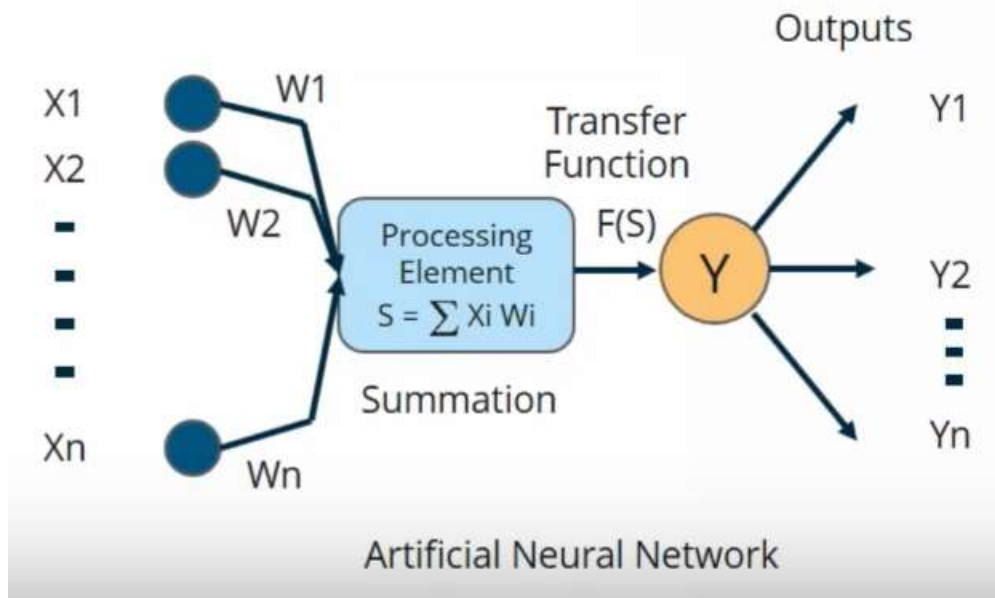 Outputs
X1
W1
Y1
Transfer
Function
X2
W2
F(S)
Processing
Element
S = ∑ Xi Wi
Y
Y2
Summation
Xn
Wn
Yn
Artificial Neural Network